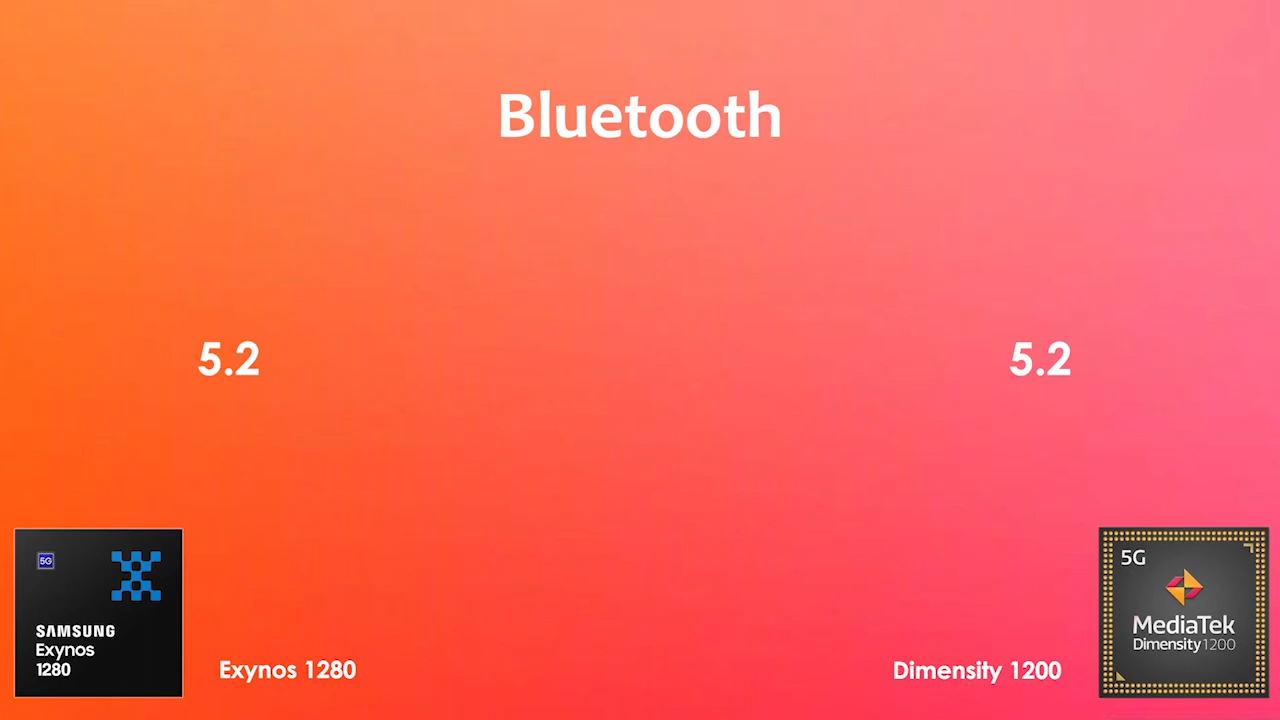 Bluetooth
5.2
5.2
5G
SAMSUNG
Exynos
1280
Exynos 1280
Dimensity 1200
5G
MediaTek
Dimensity 1200